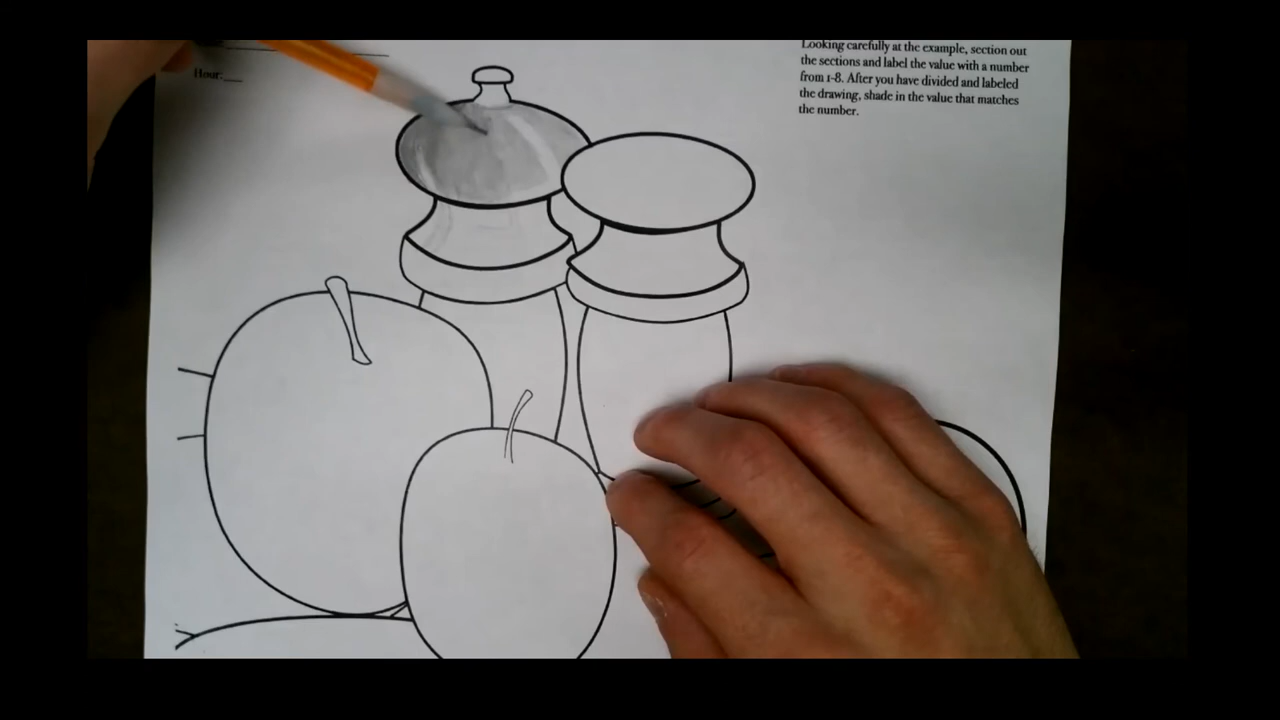 Hour:___
Looking carefully at the example, section out
the sections and label the value with a number
from 1-8. After you have divided and labeled
the drawing, shade in the value that matches
the number.